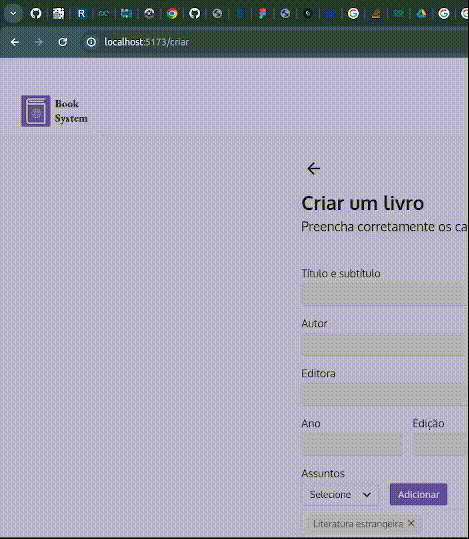 localhost:5173/criar
Book
System
Criar um livro
Preencha corretamente os ca
Título e subtítulo
Autor
Editora
Ano Edição
Assuntos
Selecione Adicionar
Literatura estrangeira ✕